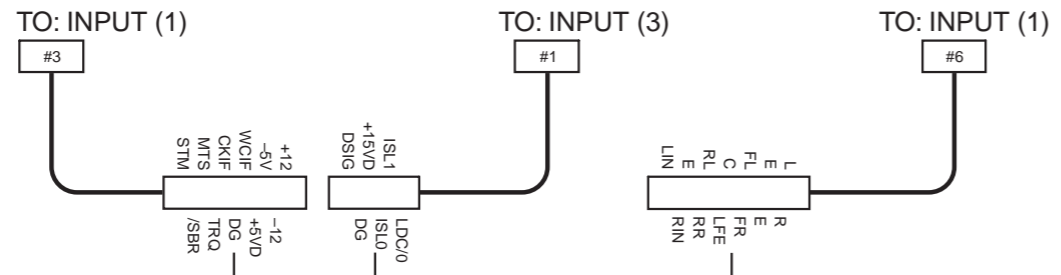 TO: INPUT (1)
TO: INPUT (3)
TO: INPUT (1)
#3
#1
#6
STM
MTS
CKIF
WCIF
–5V
+12
DSIG
+15VD
ISL1
LIN
E
RL
C
FL
E
L
/SBR
TRQ
DG
+5VD
–12
DG
ISL0
LDC/0
RIN
RR
LFE
FR
E
R